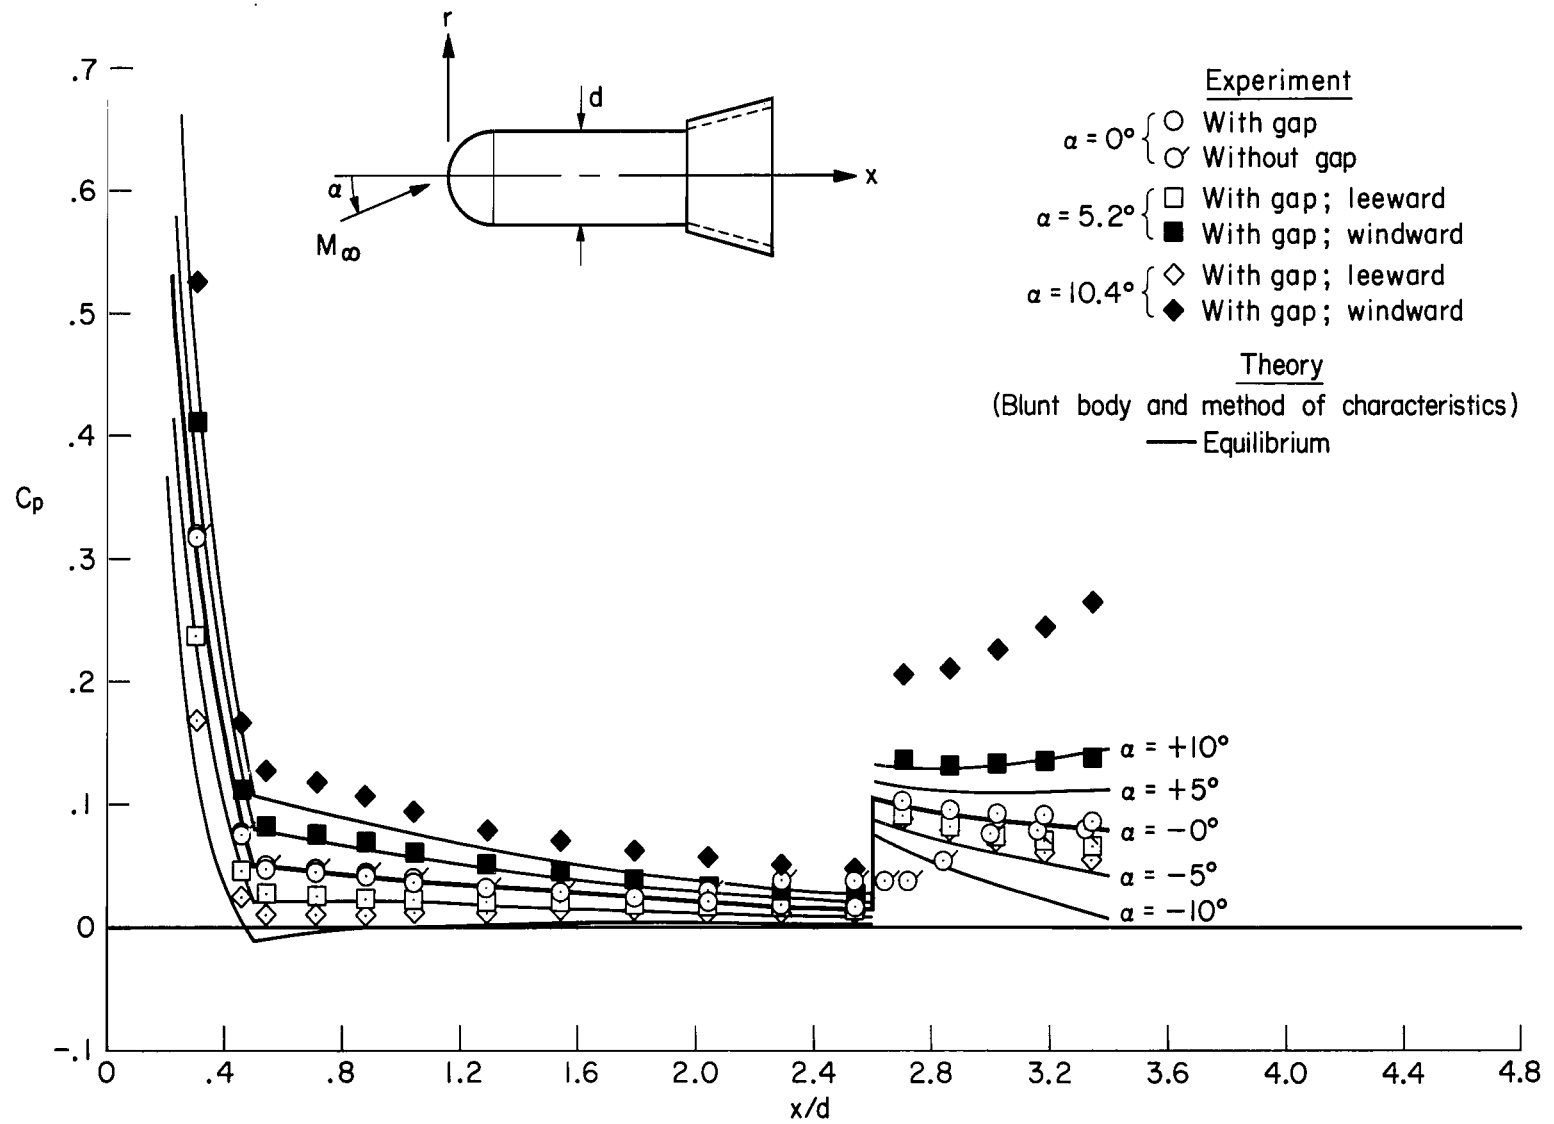 r
d
x
α
M∞
Experiment
α = 0° { With gap
Without gap
α = 5.2° { With gap; leeward
With gap; windward
α = 10.4° { With gap; leeward
With gap; windward
Theory
(Blunt body and method of characteristics)
Equilibrium
.7
.6
.5
.4
.3
.2
.1
0
-.1
Cp
α = +10°
α = +5°
α = -0°
α = -5°
α = -10°
0 .4 .8 1.2 1.6 2.0 2.4 2.8 3.2 3.6 4.0 4.4 4.8
x/d